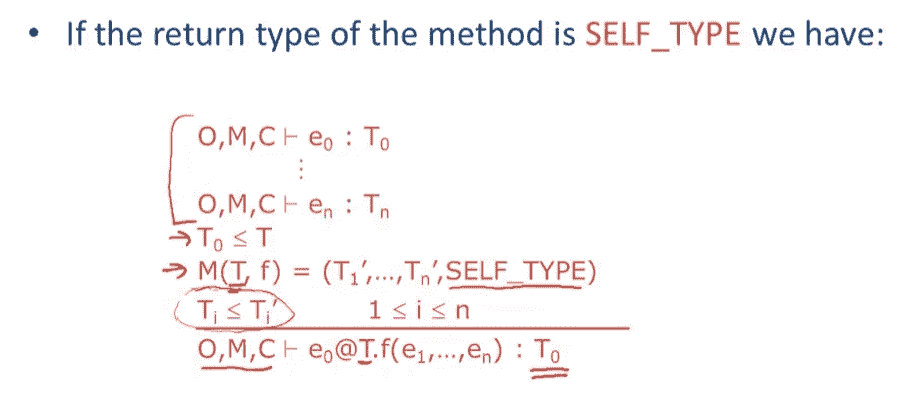 • If the return type of the method is SELF_TYPE we have:
O,M,C ⊢ e₀ : T₀
⋮
O,M,C ⊢ eₙ : Tₙ
→ T₀ ≤ T
→ M(T, f) = (T₁′,...,Tₙ′,SELF_TYPE)
Tᵢ ≤ Tᵢ′ 1 ≤ i ≤ n
O,M,C ⊢ e₀@T.f(e₁,...,eₙ) : T₀